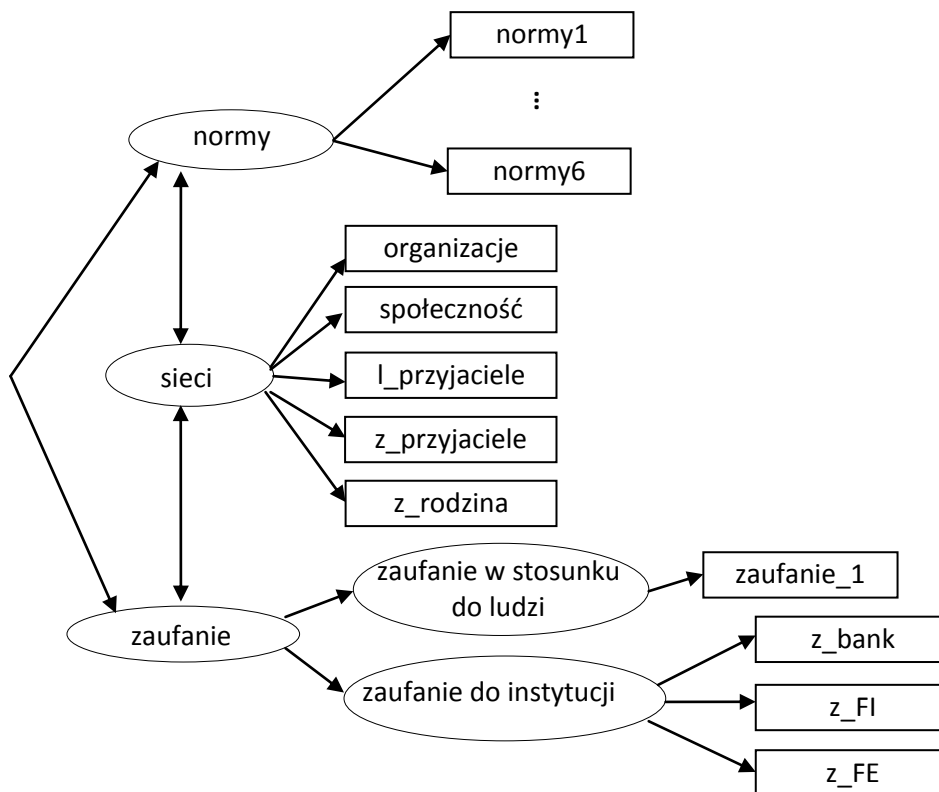 normy1
...
normy
normy6
organizacje
społeczność
sieci
l_przyjaciele
z_przyjaciele
z_rodzina
zaufanie w stosunku
do ludzi
zaufanie_1
zaufanie
z_bank
zaufanie do instytucji
z_FI
z_FE